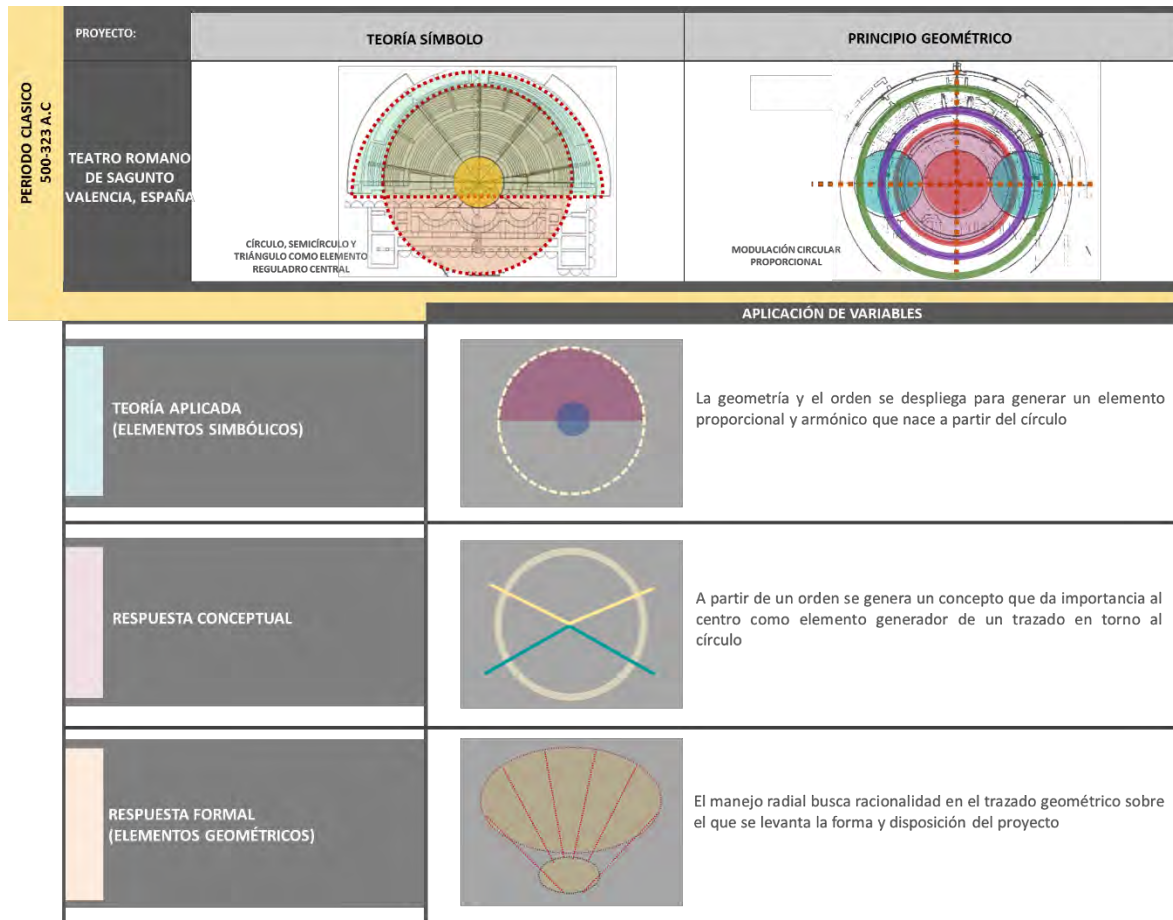 PERIODO CLASICO
500-323 A.C
PROYECTO:
TEORÍA SÍMBOLO
PRINCIPIO GEOMÉTRICO
TEATRO ROMANO
DE SAGUNTO
VALENCIA, ESPAÑA
CÍRCULO, SEMICÍRCULO Y
TRIÁNGULO COMO ELEMENTO
REGULADRO CENTRAL
MODULACIÓN CIRCULAR
PROPORCIONAL
APLICACIÓN DE VARIABLES
TEORÍA APLICADA
(ELEMENTOS SIMBÓLICOS)
La geometría y el orden se despliega para generar un elemento
proporcional y armónico que nace a partir del círculo
RESPUESTA CONCEPTUAL
A partir de un orden se genera un concepto que da importancia al
centro como elemento generador de un trazado en torno al
círculo
RESPUESTA FORMAL
(ELEMENTOS GEOMÉTRICOS)
El manejo radial busca racionalidad en el trazado geométrico sobre
el que se levanta la forma y disposición del proyecto